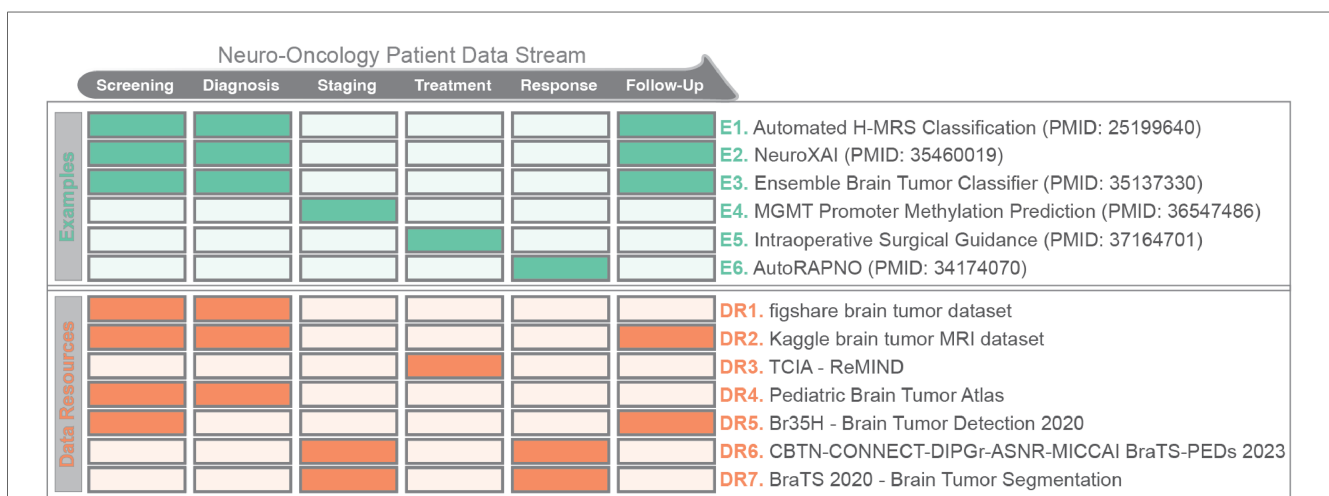 Neuro-Oncology Patient Data Stream
Screening Diagnosis Staging Treatment Response Follow-Up
Examples
E1. Automated H-MRS Classification (PMID: 25199640)
E2. NeuroXAI (PMID: 35460019)
E3. Ensemble Brain Tumor Classifier (PMID: 35137330)
E4. MGMT Promoter Methylation Prediction (PMID: 36547486)
E5. Intraoperative Surgical Guidance (PMID: 37164701)
E6. AutoRAPNO (PMID: 34174070)
Data Resources
DR1. figshare brain tumor dataset
DR2. Kaggle brain tumor MRI dataset
DR3. TCIA - ReMIND
DR4. Pediatric Brain Tumor Atlas
DR5. Br35H - Brain Tumor Detection 2020
DR6. CBTN-CONNECT-DIPGr-ASNR-MICCAI BraTS-PEDs 2023
DR7. BraTS 2020 - Brain Tumor Segmentation